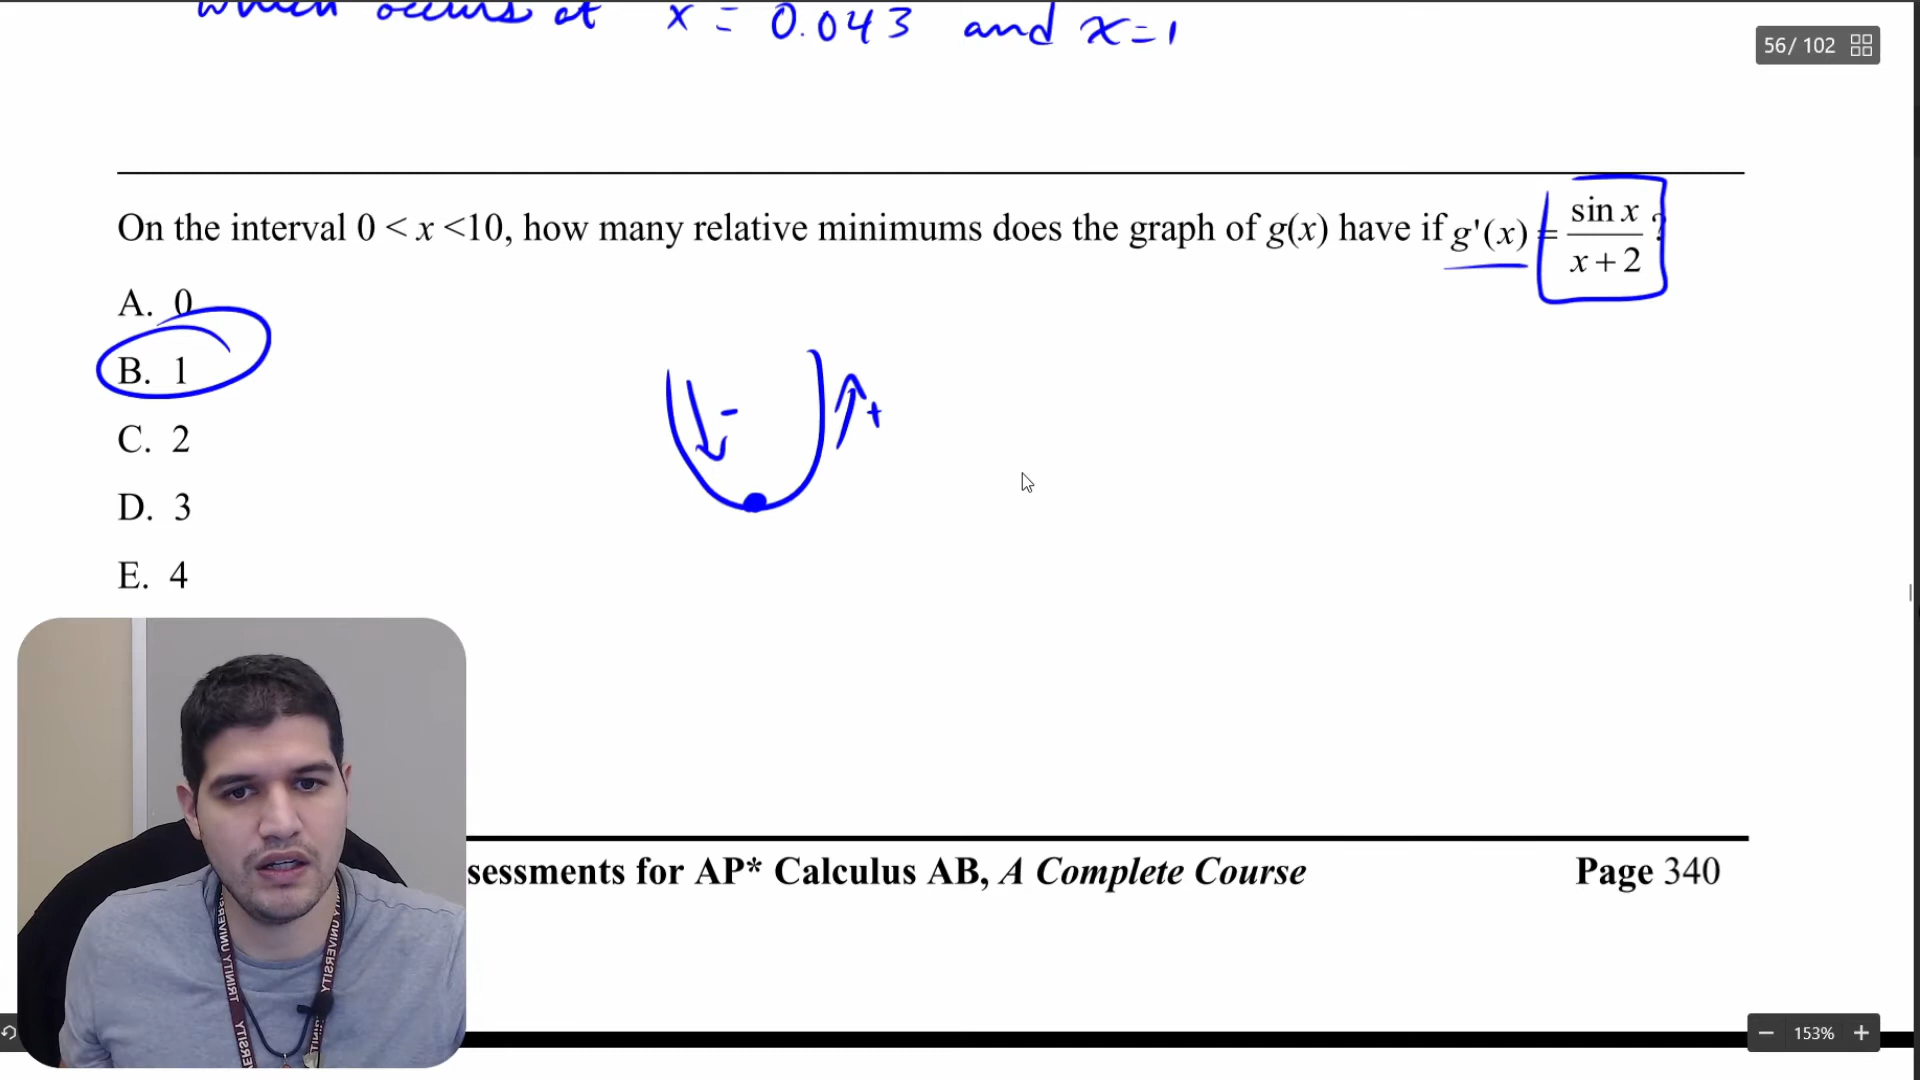 which occurs at x = 0.043 and x=1
56/ 102
On the interval 0 < x <10, how many relative minimums does the graph of g(x) have if g'(x) = sin x / x + 2 ?
A. 0
B. 1
C. 2
D. 3
E. 4
- +
sessments for AP* Calculus AB, A Complete Course Page 340
TRINITY UNIVERSITY
153%